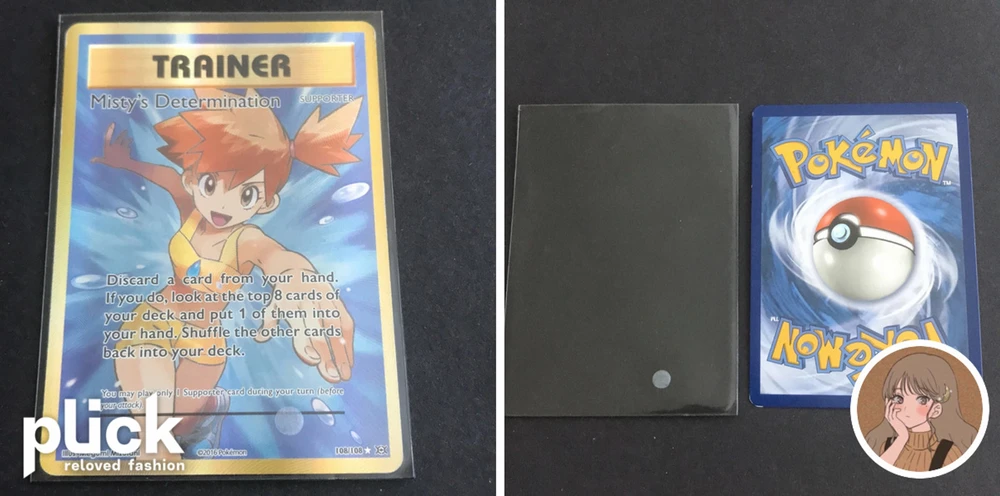 TRAINER
Misty's Determination SUPPORTER
Discard a card from your hand.
If you do, look at the top 8 cards of
your deck and put 1 of them into
your hand. Shuffle the other cards
back into your deck.
You may play only 1 Supporter card during your turn (before
your attack).
plick
reloved fashion
©2016 Pokémon
108/108
POKéMON
TM
POKéMON
TM